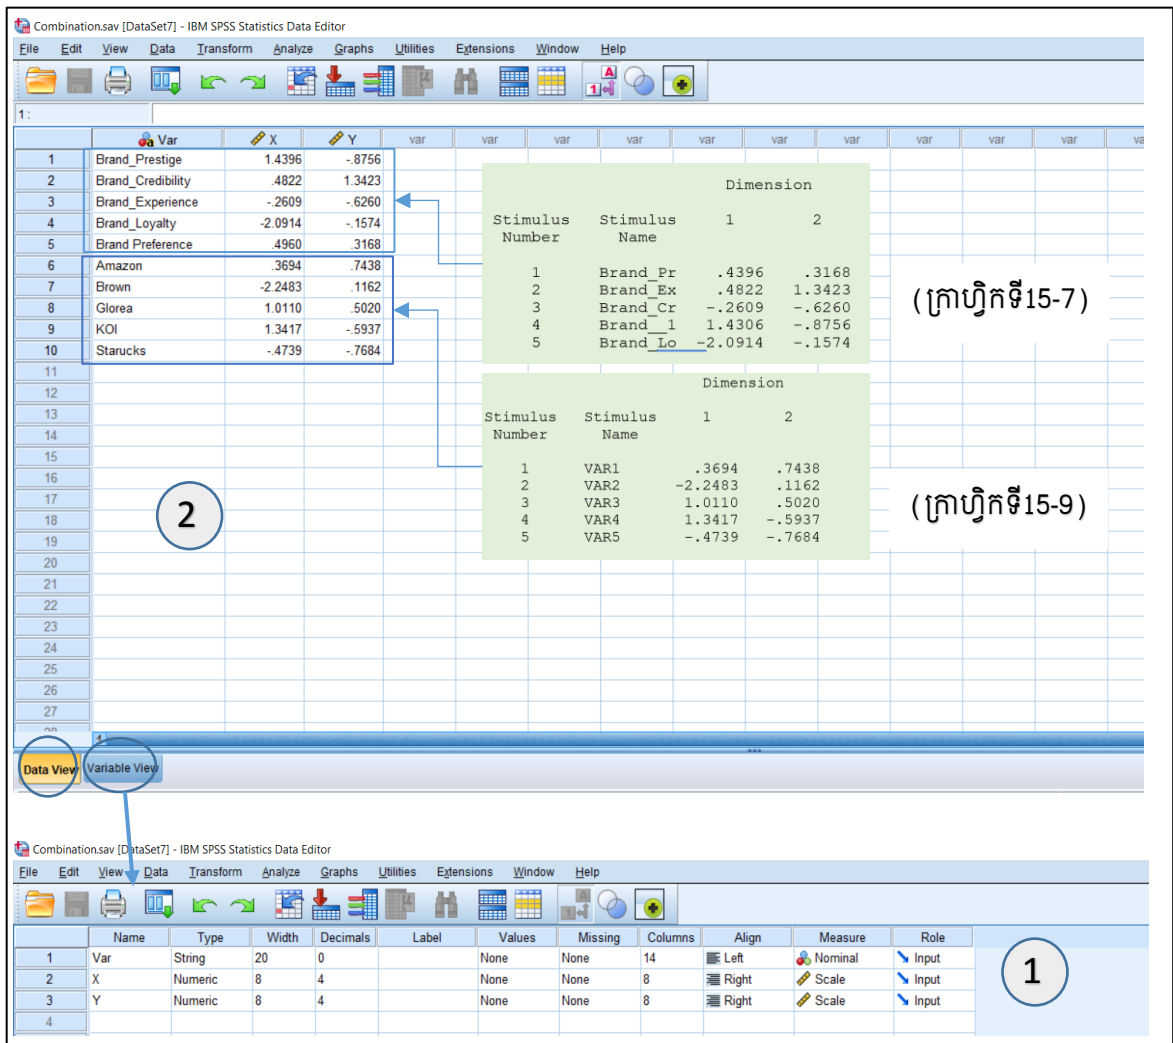 Combination.sav [DataSet7] - IBM SPSS Statistics Data Editor
File Edit View Data Transform Analyze Graphs Utilities Extensions Window Help
1 :
Var X Y var var var var var var var var var var va
1 Brand_Prestige 1.4396 -.8756
2 Brand_Credibility .4822 1.3423
3 Brand_Experience -.2609 -.6260
4 Brand_Loyalty -2.0914 -.1574
5 Brand Preference .4960 .3168
6 Amazon .3694 .7438
7 Brown -2.2483 .1162
8 Glorea 1.0110 .5020
9 KOI 1.3417 -.5937
10 Starucks -.4739 -.7684
11
12
13
14
15
16
17
18
19
20
21
22
23
24
25
26
27
28
Dimension
Stimulus Stimulus 1 2
Number Name
1 Brand_Pr .4396 .3168
2 Brand_Ex .4822 1.3423
3 Brand_Cr -.2609 -.6260
4 Brand__1 1.4306 -.8756
5 Brand_Lo -2.0914 -.1574
(ក្រាហ្វិកទី15-7)
Dimension
Stimulus Stimulus 1 2
Number Name
1 VAR1 .3694 .7438
2 VAR2 -2.2483 .1162
3 VAR3 1.0110 .5020
4 VAR4 1.3417 -.5937
5 VAR5 -.4739 -.7684
(ក្រាហ្វិកទី15-9)
2
Data View Variable View
Combination.sav [DataSet7] - IBM SPSS Statistics Data Editor
File Edit View Data Transform Analyze Graphs Utilities Extensions Window Help
Name Type Width Decimals Label Values Missing Columns Align Measure Role
1 Var String 20 0 None None 14 Left Nominal Input
2 X Numeric 8 4 None None 8 Right Scale Input
3 Y Numeric 8 4 None None 8 Right Scale Input
4
1